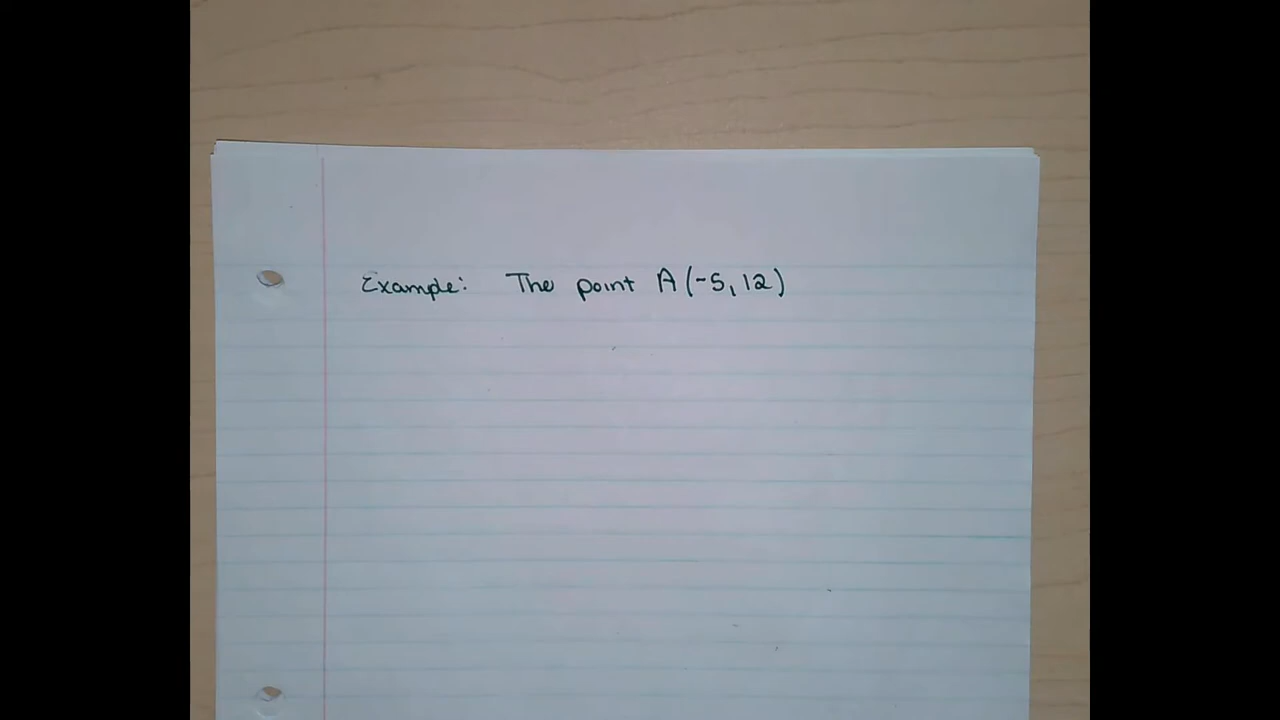 Example: The point A(-5, 12)